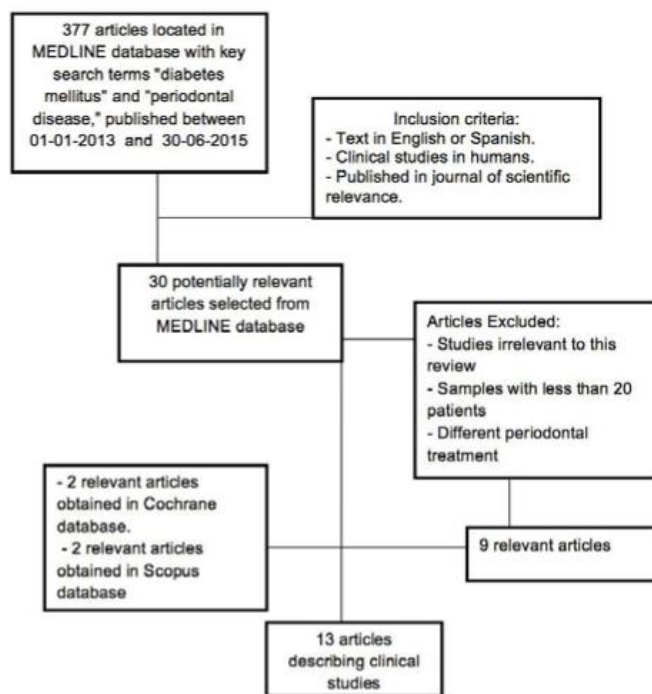 377 articles located in
MEDLINE database with key
search terms "diabetes
mellitus" and "periodontal
disease," published between
01-01-2013 and 30-06-2015
Inclusion criteria:
- Text in English or Spanish.
- Clinical studies in humans.
- Published in journal of scientific
relevance.
30 potentially relevant
articles selected from
MEDLINE database
Articles Excluded:
- Studies irrelevant to this
review
- Samples with less than 20
patients
- Different periodontal
treatment
- 2 relevant articles
obtained in Cochrane
database.
- 2 relevant articles
obtained in Scopus
database
9 relevant articles
13 articles
describing clinical
studies